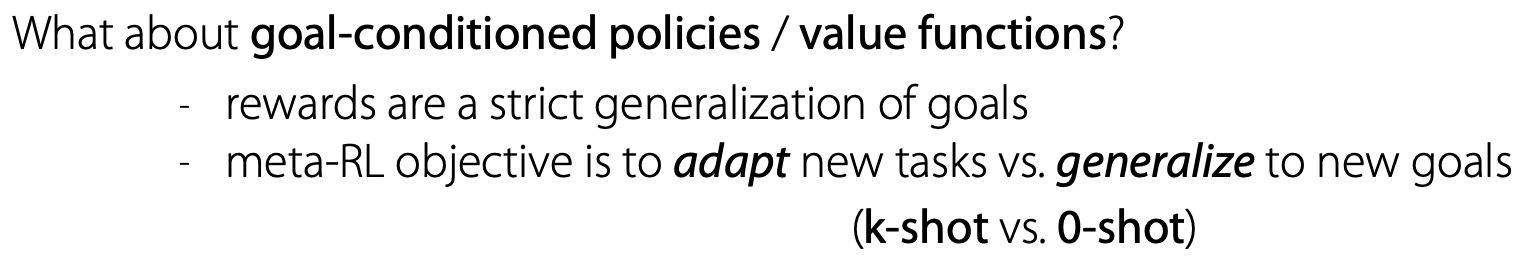 What about goal-conditioned policies / value functions?
- rewards are a strict generalization of goals
- meta-RL objective is to adapt new tasks vs. generalize to new goals
(k-shot vs. 0-shot)